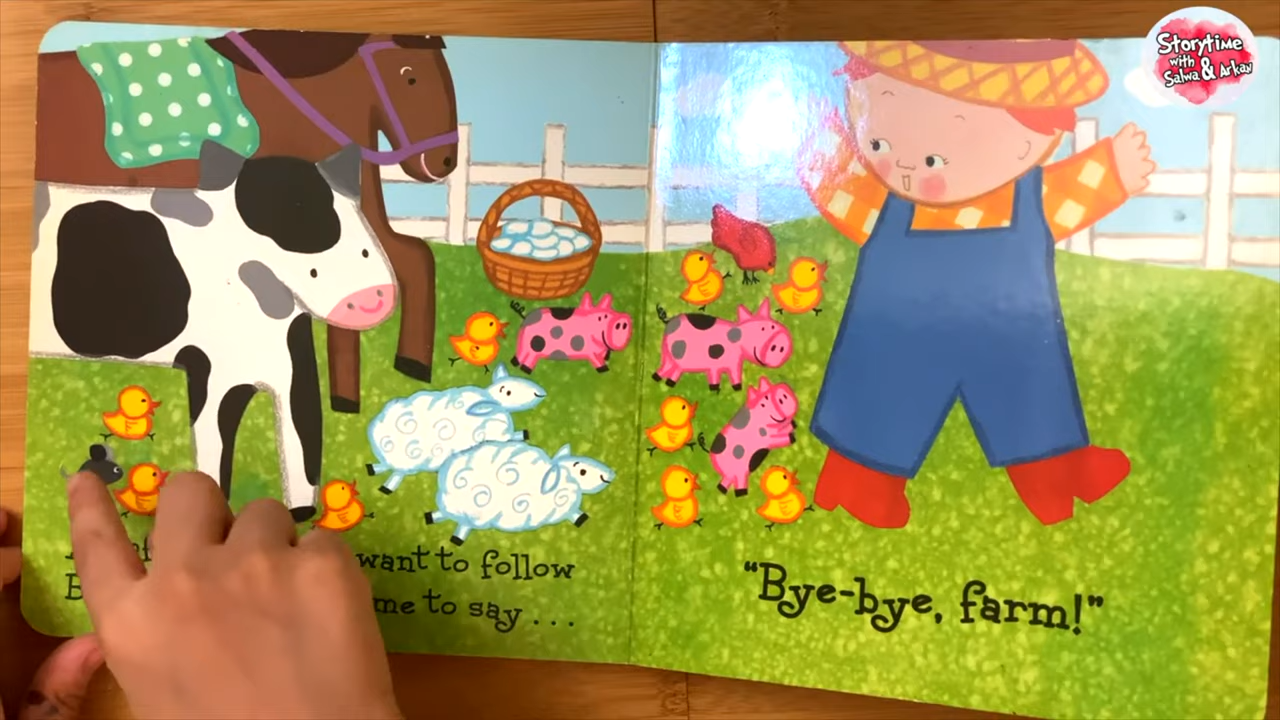 Storytime
with
Salwa & Arkan
want to follow
me to say . . .
"Bye-bye, farm!"